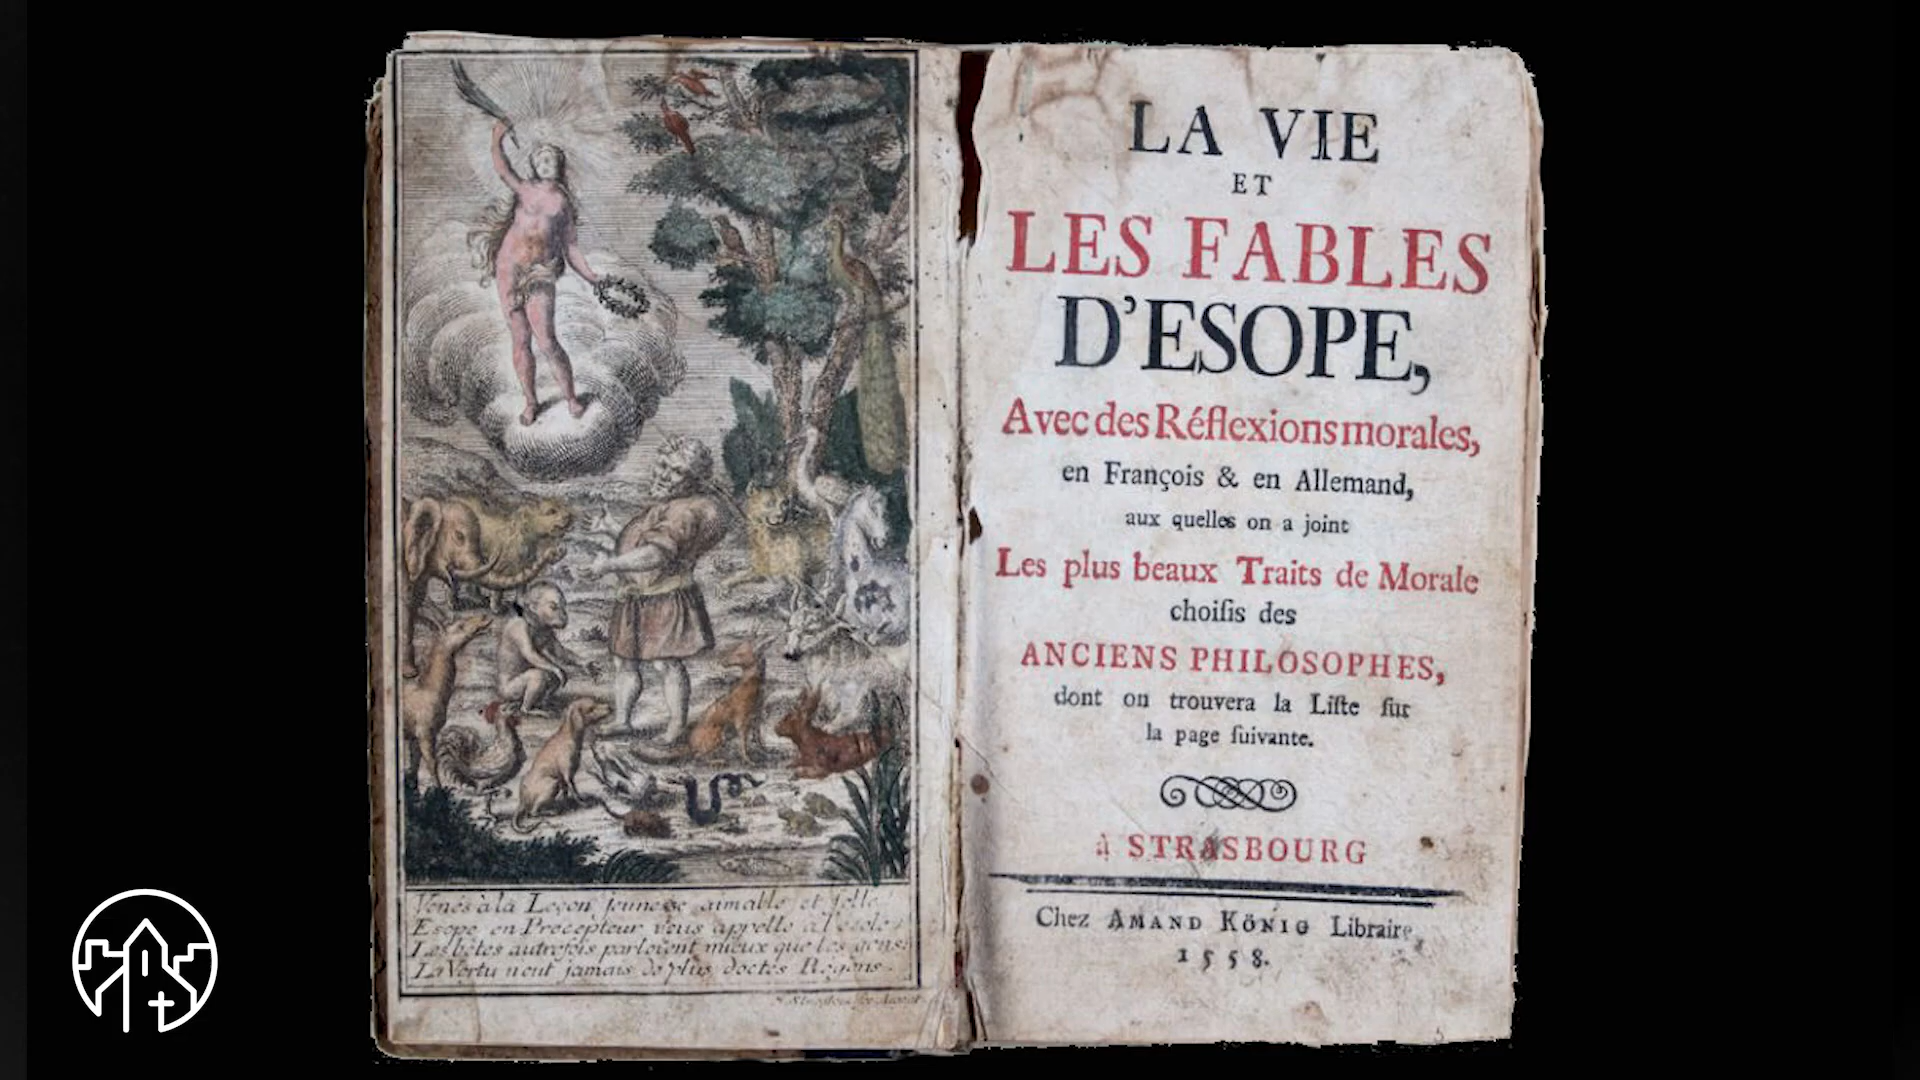 Venés à la Leçon jeunesse aimable et folle
Esope en Précepteur vous appelle à l'école
Les bêtes autrefois parloient mieux que les gens
La Vertu n'eut jamais de plus doctes Regens.
LA VIE
ET
LES FABLES
D'ESOPE,
Avec des Réflexions morales,
en François & en Allemand,
aux quelles on a joint
Les plus beaux Traits de Morale
choiſis des
ANCIENS PHILOSOPHES,
dont on trouvera la Liſte ſur
la page ſuivante.
à STRASBOURG
Chez AMAND KÖNIG Libraire,
1558.